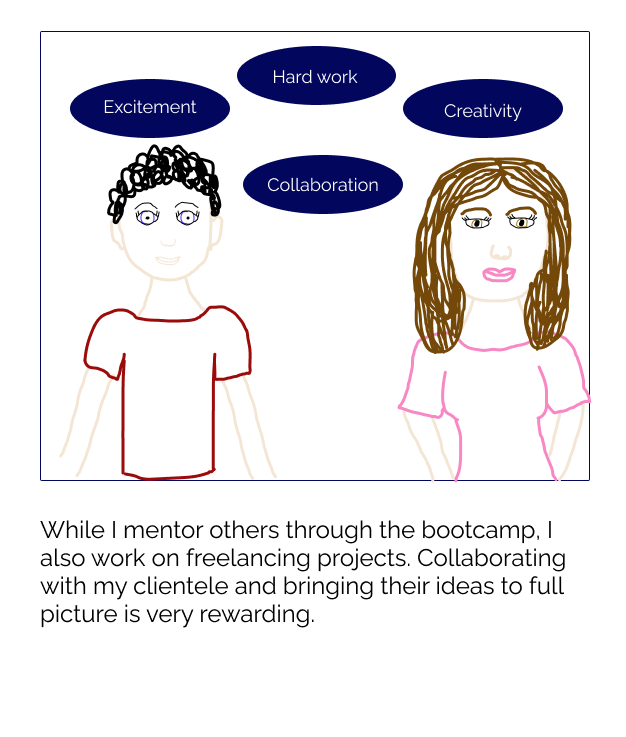 Hard work
Excitement
Creativity
Collaboration
While I mentor others through the bootcamp, I
also work on freelancing projects. Collaborating
with my clientele and bringing their ideas to full
picture is very rewarding.